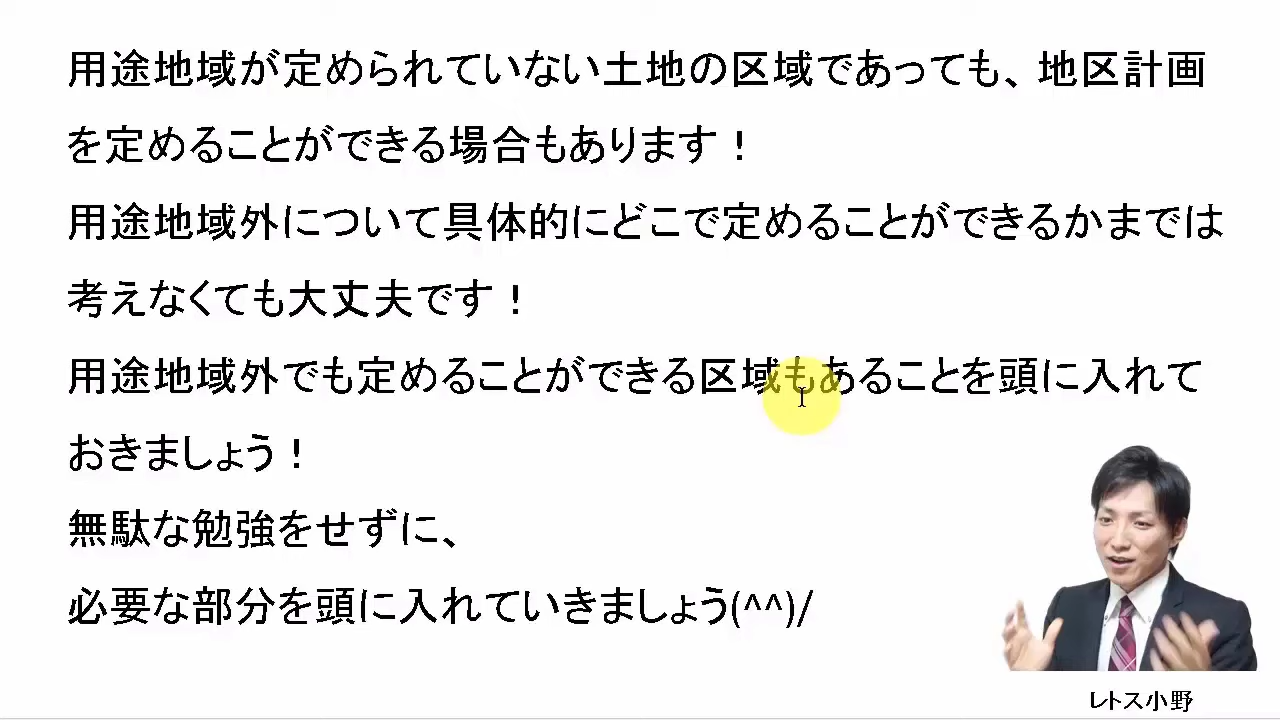 用途地域が定められていない土地の区域であっても、地区計画
を定めることができる場合もあります！
用途地域外について具体的にどこで定めることができるかまでは
考えなくても大丈夫です！
用途地域外でも定めることができる区域もあることを頭に入れて
おきましょう！
無駄な勉強をせずに、
必要な部分を頭に入れていきましょう(^^)/
レトス小野